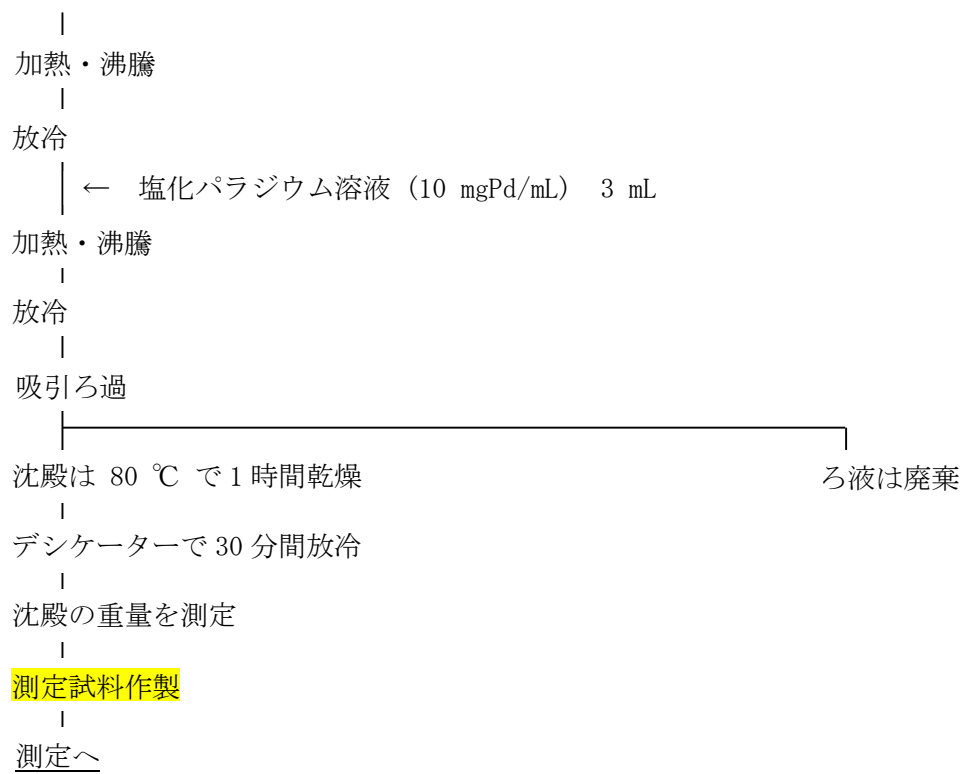 加熱・沸騰
放冷
← 塩化パラジウム溶液 (10 mgPd/mL) 3 mL
加熱・沸騰
放冷
吸引ろ過
沈殿は 80 ℃ で1時間乾燥 ろ液は廃棄
デシケーターで30分間放冷
沈殿の重量を測定
測定試料作製
測定へ